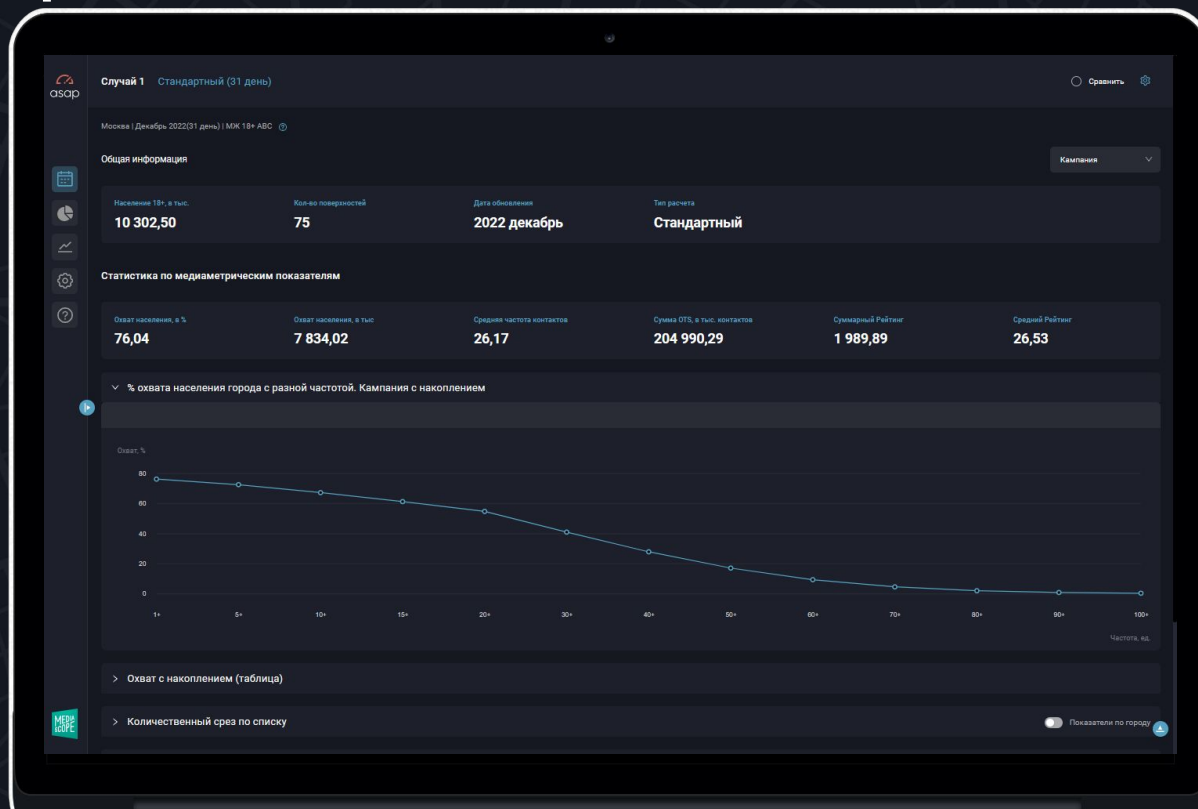 asap
Случай 1 Стандартный (31 день)
Сравнить
Москва | Декабрь 2022(31 день) | МЖ 18+ АВС
Общая информация
Кампания
Население 18+, в тыс. Кол-во поверхностей Дата обновления Тип расчета
10 302,50 75 2022 декабрь Стандартный
Статистика по медиаметрическим показателям
Охват населения, в % Охват населения, в тыс Средняя частота контактов Сумма OTS, в тыс. контактов Суммарный Рейтинг Средний Рейтинг
76,04 7 834,02 26,17 204 990,29 1 989,89 26,53
% охвата населения города с разной частотой. Кампания с накоплением
Охват, %
80
60
40
20
0
1+ 5+ 10+ 15+ 20+ 30+ 40+ 50+ 60+ 70+ 80+ 90+ 100+
Частота, ед.
Охват с накоплением (таблица)
Количественный срез по списку
Показатели по городу
MEDIASCOPE